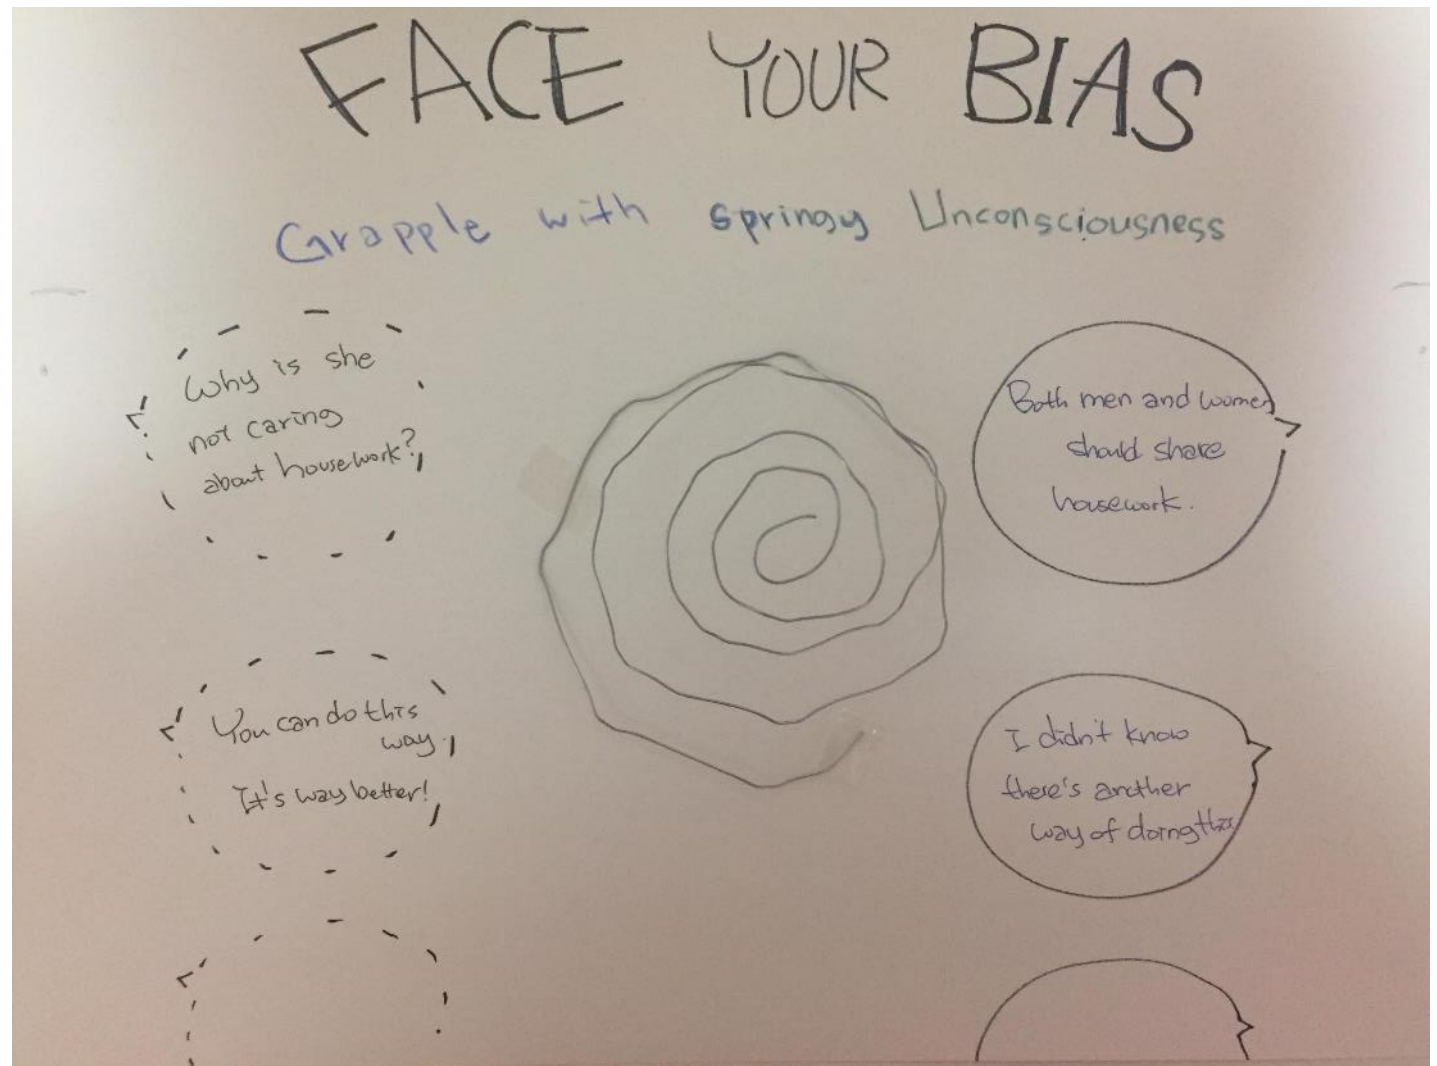 FACE YOUR BIAS
Grapple with springy Unconsciousness
Why is she
not caring
about housework?
You can do this
way.
It's way better!
Both men and women
should share
housework.
I didn't know
there's another
way of doing this